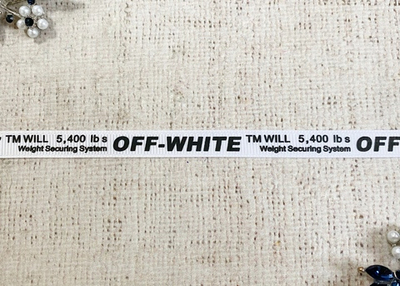 TM WILL 5,400 lbs OFF-WHITE TM WILL 5,400 lbs OFF
Weight Securing System Weight Securing System